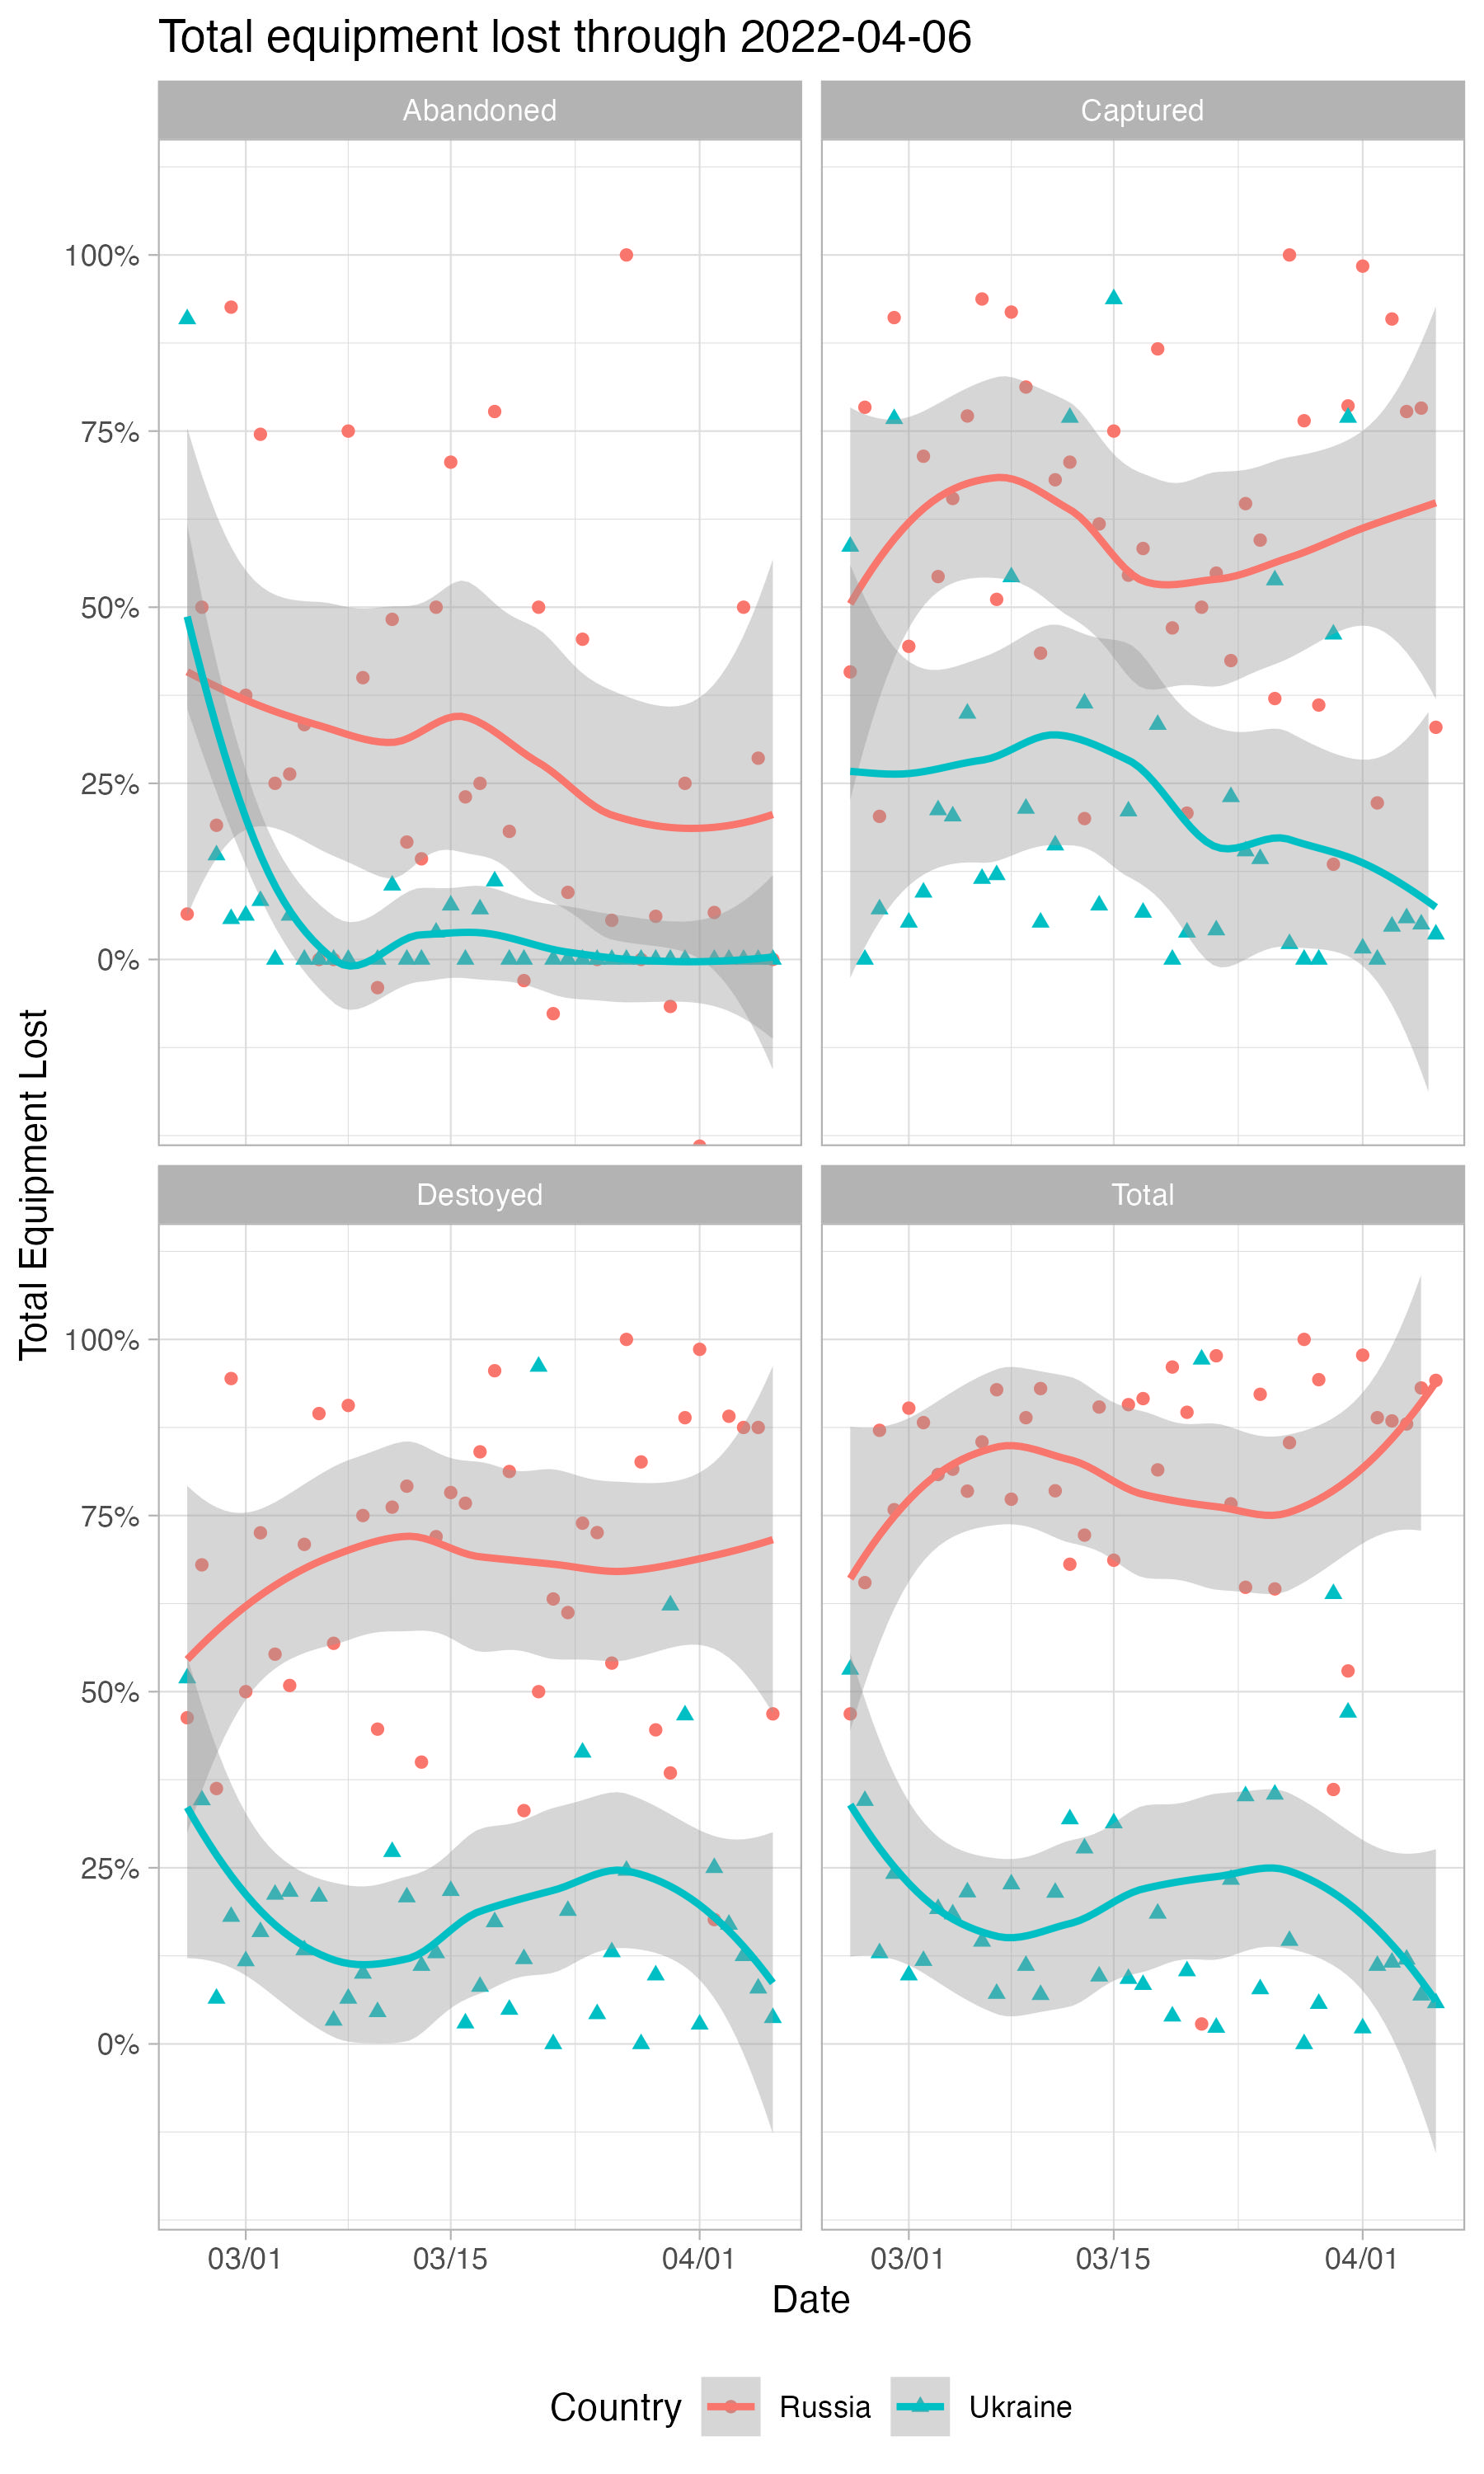 Total equipment lost through 2022-04-06
Abandoned
Captured
100%
75%
50%
25%
0%
Destoyed
Total
100%
75%
50%
25%
0%
Total Equipment Lost
03/01
03/15
04/01
03/01
03/15
04/01
Date
Country
Russia
Ukraine